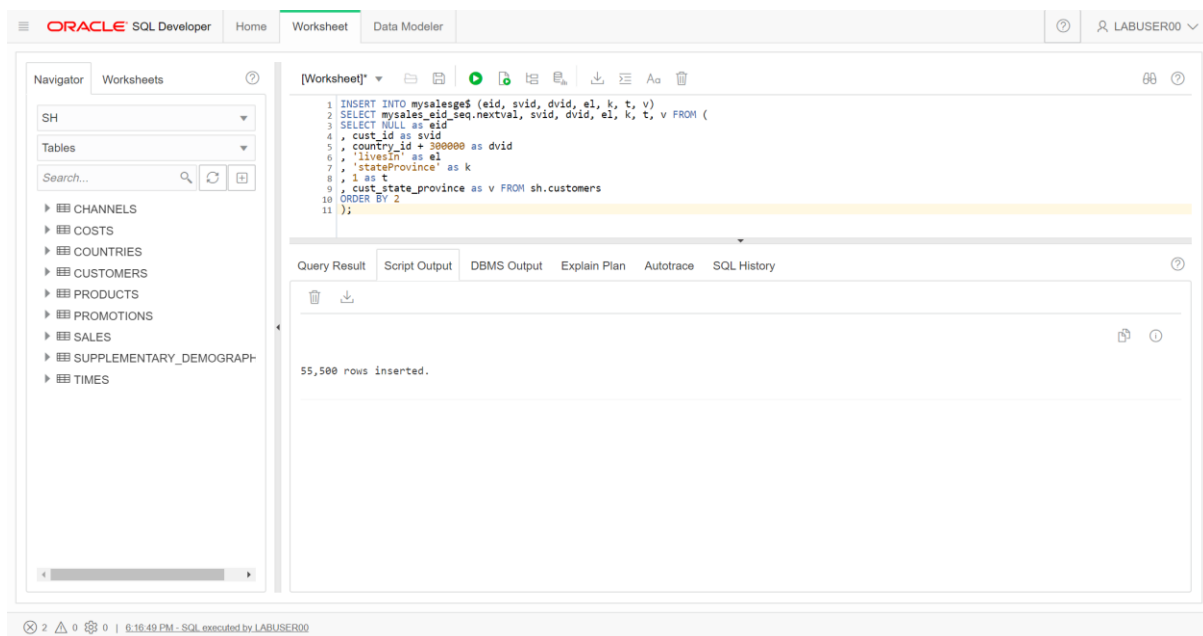 ORACLE® SQL Developer Home Worksheet Data Modeler LABUSER00
Navigator Worksheets
SH
Tables
Search...
CHANNELS
COSTS
COUNTRIES
CUSTOMERS
PRODUCTS
PROMOTIONS
SALES
SUPPLEMENTARY_DEMOGRAPH
TIMES
[Worksheet]* Aa
1 INSERT INTO mysalesge$ (eid, svid, dvid, el, k, t, v)
2 SELECT mysales_eid_seq.nextval, svid, dvid, el, k, t, v FROM (
3 SELECT NULL as eid
4 , cust_id as svid
5 , country_id + 300000 as dvid
6 , 'livesIn' as el
7 , 'stateProvince' as k
8 , 1 as t
9 , cust_state_province as v FROM sh.customers
10 ORDER BY 2
11 );
Query Result Script Output DBMS Output Explain Plan Autotrace SQL History
55,500 rows inserted.
2 0 0 | 6:16:49 PM - SQL executed by LABUSER00